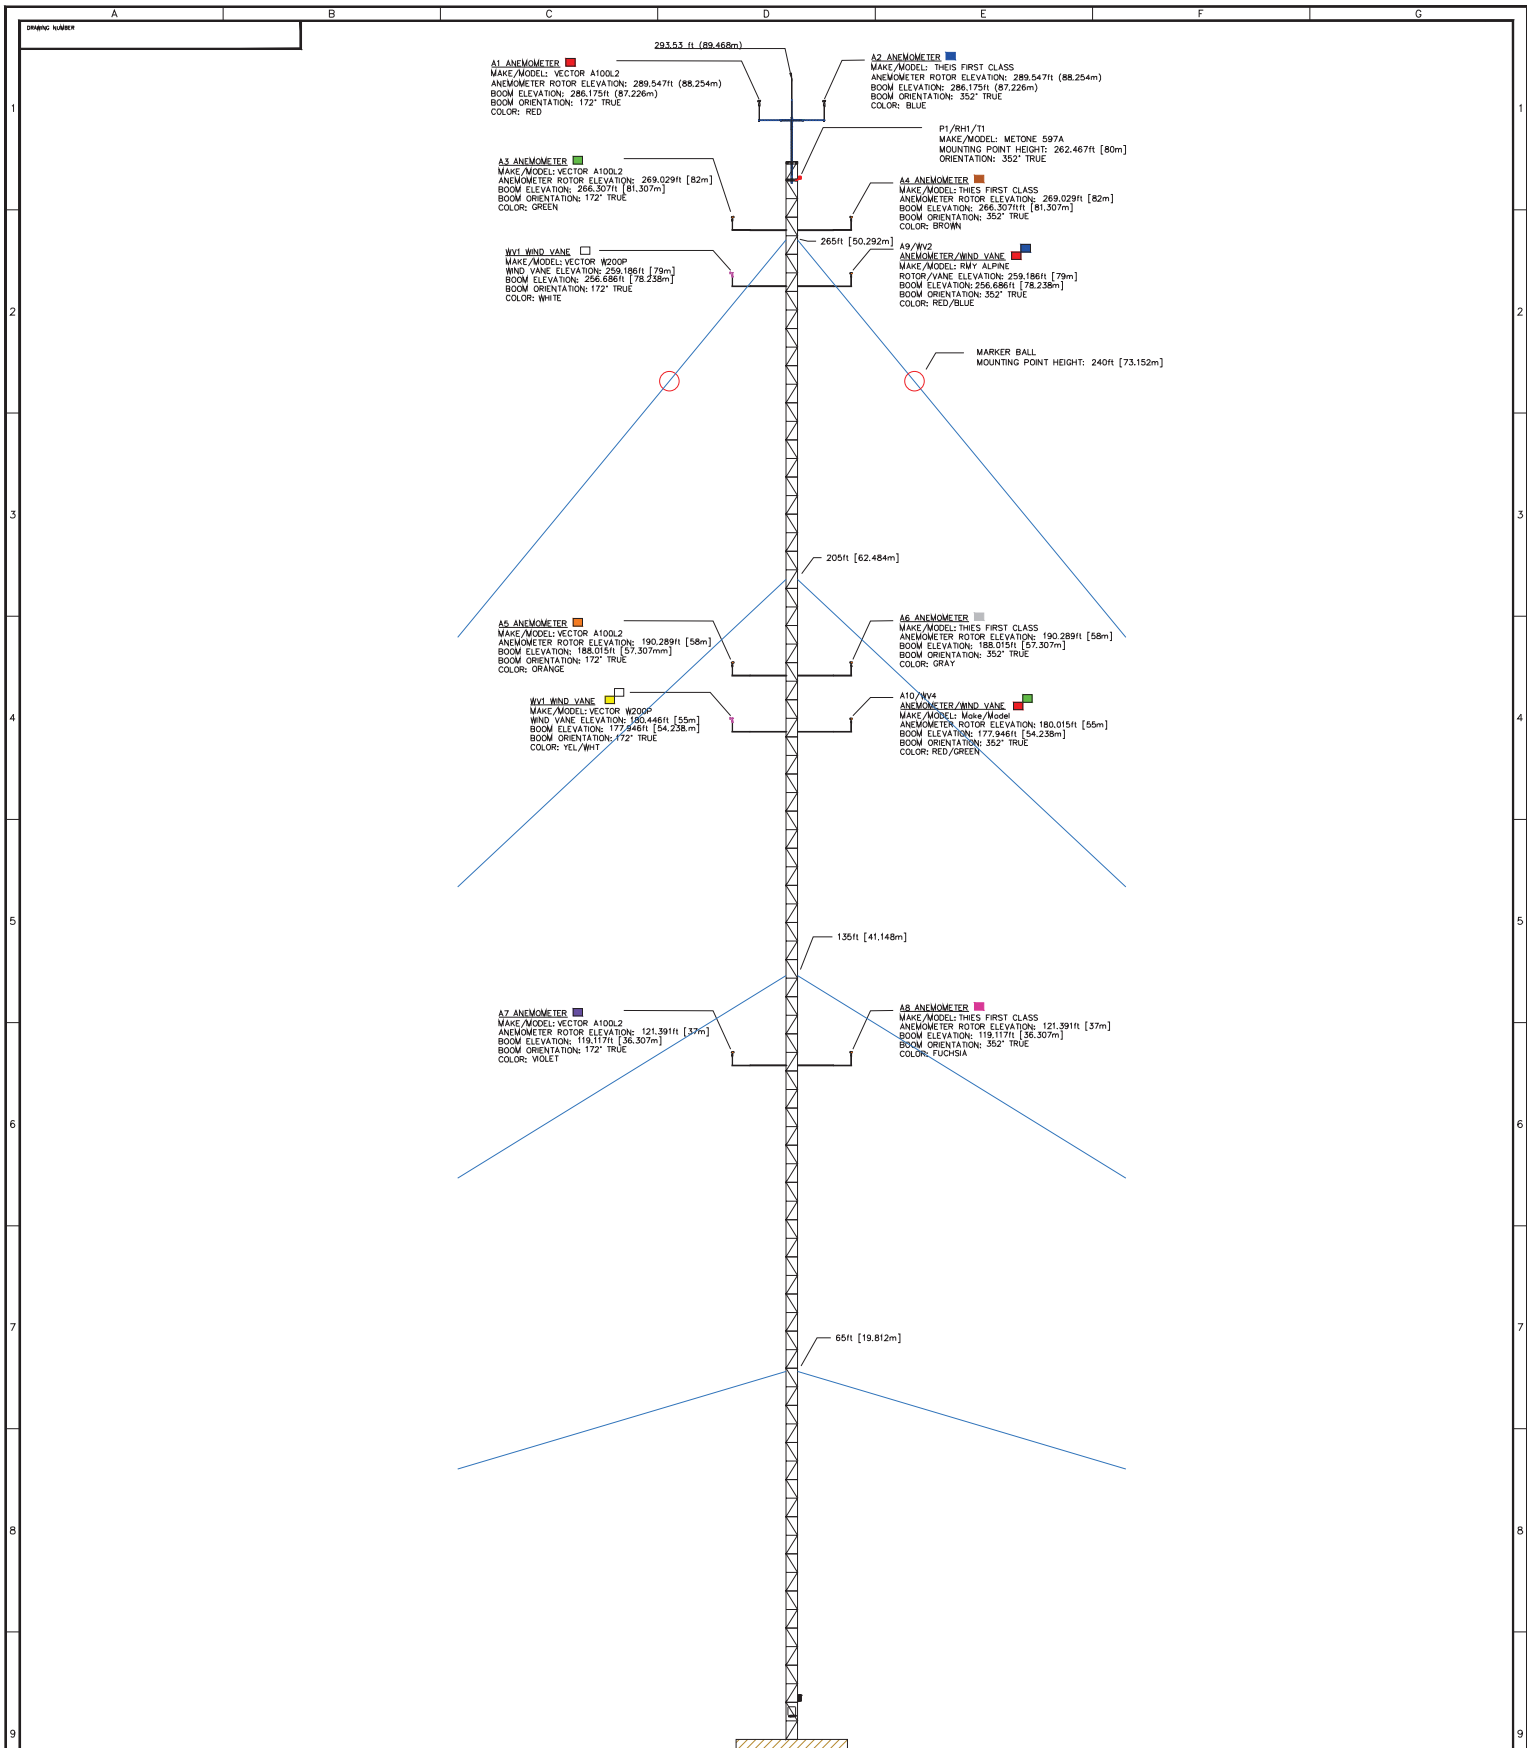 A B C D E F G
DRAWING NUMBER
293.53 ft (89.468m)
A1 ANEMOMETER
MAKE/MODEL: VECTOR A100L2
ANEMOMETER ROTOR ELEVATION: 289.547ft (88.254m)
BOOM ELEVATION: 286.175ft (87.226m)
BOOM ORIENTATION: 172° TRUE
COLOR: RED
A2 ANEMOMETER
MAKE/MODEL: THEIS FIRST CLASS
ANEMOMETER ROTOR ELEVATION: 289.547ft (88.254m)
BOOM ELEVATION: 286.175ft (87.226m)
BOOM ORIENTATION: 352° TRUE
COLOR: BLUE
1 1
P1/RH1/T1
MAKE/MODEL: METONE 597A
MOUNTING POINT HEIGHT: 262.467ft [80m]
ORIENTATION: 352° TRUE
A3 ANEMOMETER
MAKE/MODEL: VECTOR A100L2
ANEMOMETER ROTOR ELEVATION: 269.029ft [82m]
BOOM ELEVATION: 266.307ft [81.307m]
BOOM ORIENTATION: 172° TRUE
COLOR: GREEN
A4 ANEMOMETER
MAKE/MODEL: THIES FIRST CLASS
ANEMOMETER ROTOR ELEVATION: 269.029ft [82m]
BOOM ELEVATION: 266.307ftft [81.307m]
BOOM ORIENTATION: 352° TRUE
COLOR: BROWN
265ft [50.292m]
WV1 WIND VANE
MAKE/MODEL: VECTOR W200P
WIND VANE ELEVATION: 259.186ft [79m]
BOOM ELEVATION: 256.686ft [78.238m]
BOOM ORIENTATION: 172° TRUE
COLOR: WHITE
A9/WV2
ANEMOMETER/WIND VANE
MAKE/MODEL: RMY ALPINE
ROTOR/VANE ELEVATION: 259.186ft [79m]
BOOM ELEVATION: 256.686ft [78.238m]
BOOM ORIENTATION: 352° TRUE
COLOR: RED/BLUE
2 2
MARKER BALL
MOUNTING POINT HEIGHT: 240ft [73.152m]
3 3
205ft [62.484m]
A5 ANEMOMETER
MAKE/MODEL: VECTOR A100L2
ANEMOMETER ROTOR ELEVATION: 190.289ft [58m]
BOOM ELEVATION: 188.015ft [57.307mm]
BOOM ORIENTATION: 172° TRUE
COLOR: ORANGE
A6 ANEMOMETER
MAKE/MODEL: THIES FIRST CLASS
ANEMOMETER ROTOR ELEVATION: 190.289ft [58m]
BOOM ELEVATION: 188.015ft [57.307m]
BOOM ORIENTATION: 352° TRUE
COLOR: GRAY
WV1 WIND VANE
MAKE/MODEL: VECTOR W200P
WIND VANE ELEVATION: 180.446ft [55m]
BOOM ELEVATION: 177.946ft [54.238.m]
BOOM ORIENTATION: 172° TRUE
COLOR: YEL/WHT
A10/WV4
ANEMOMETER/WIND VANE
MAKE/MODEL: Make/Model
ANEMOMETER ROTOR ELEVATION: 180.015ft [55m]
BOOM ELEVATION: 177.946ft [54.238m]
BOOM ORIENTATION: 352° TRUE
COLOR: RED/GREEN
4 4
5 5
135ft [41.148m]
A7 ANEMOMETER
MAKE/MODEL: VECTOR A100L2
ANEMOMETER ROTOR ELEVATION: 121.391ft [37m]
BOOM ELEVATION: 119.117ft [36.307m]
BOOM ORIENTATION: 172° TRUE
COLOR: VIOLET
A8 ANEMOMETER
MAKE/MODEL: THIES FIRST CLASS
ANEMOMETER ROTOR ELEVATION: 121.391ft [37m]
BOOM ELEVATION: 119.117ft [36.307m]
BOOM ORIENTATION: 352° TRUE
COLOR: FUCHSIA
6 6
7 7
65ft [19.812m]
8 8
9 9